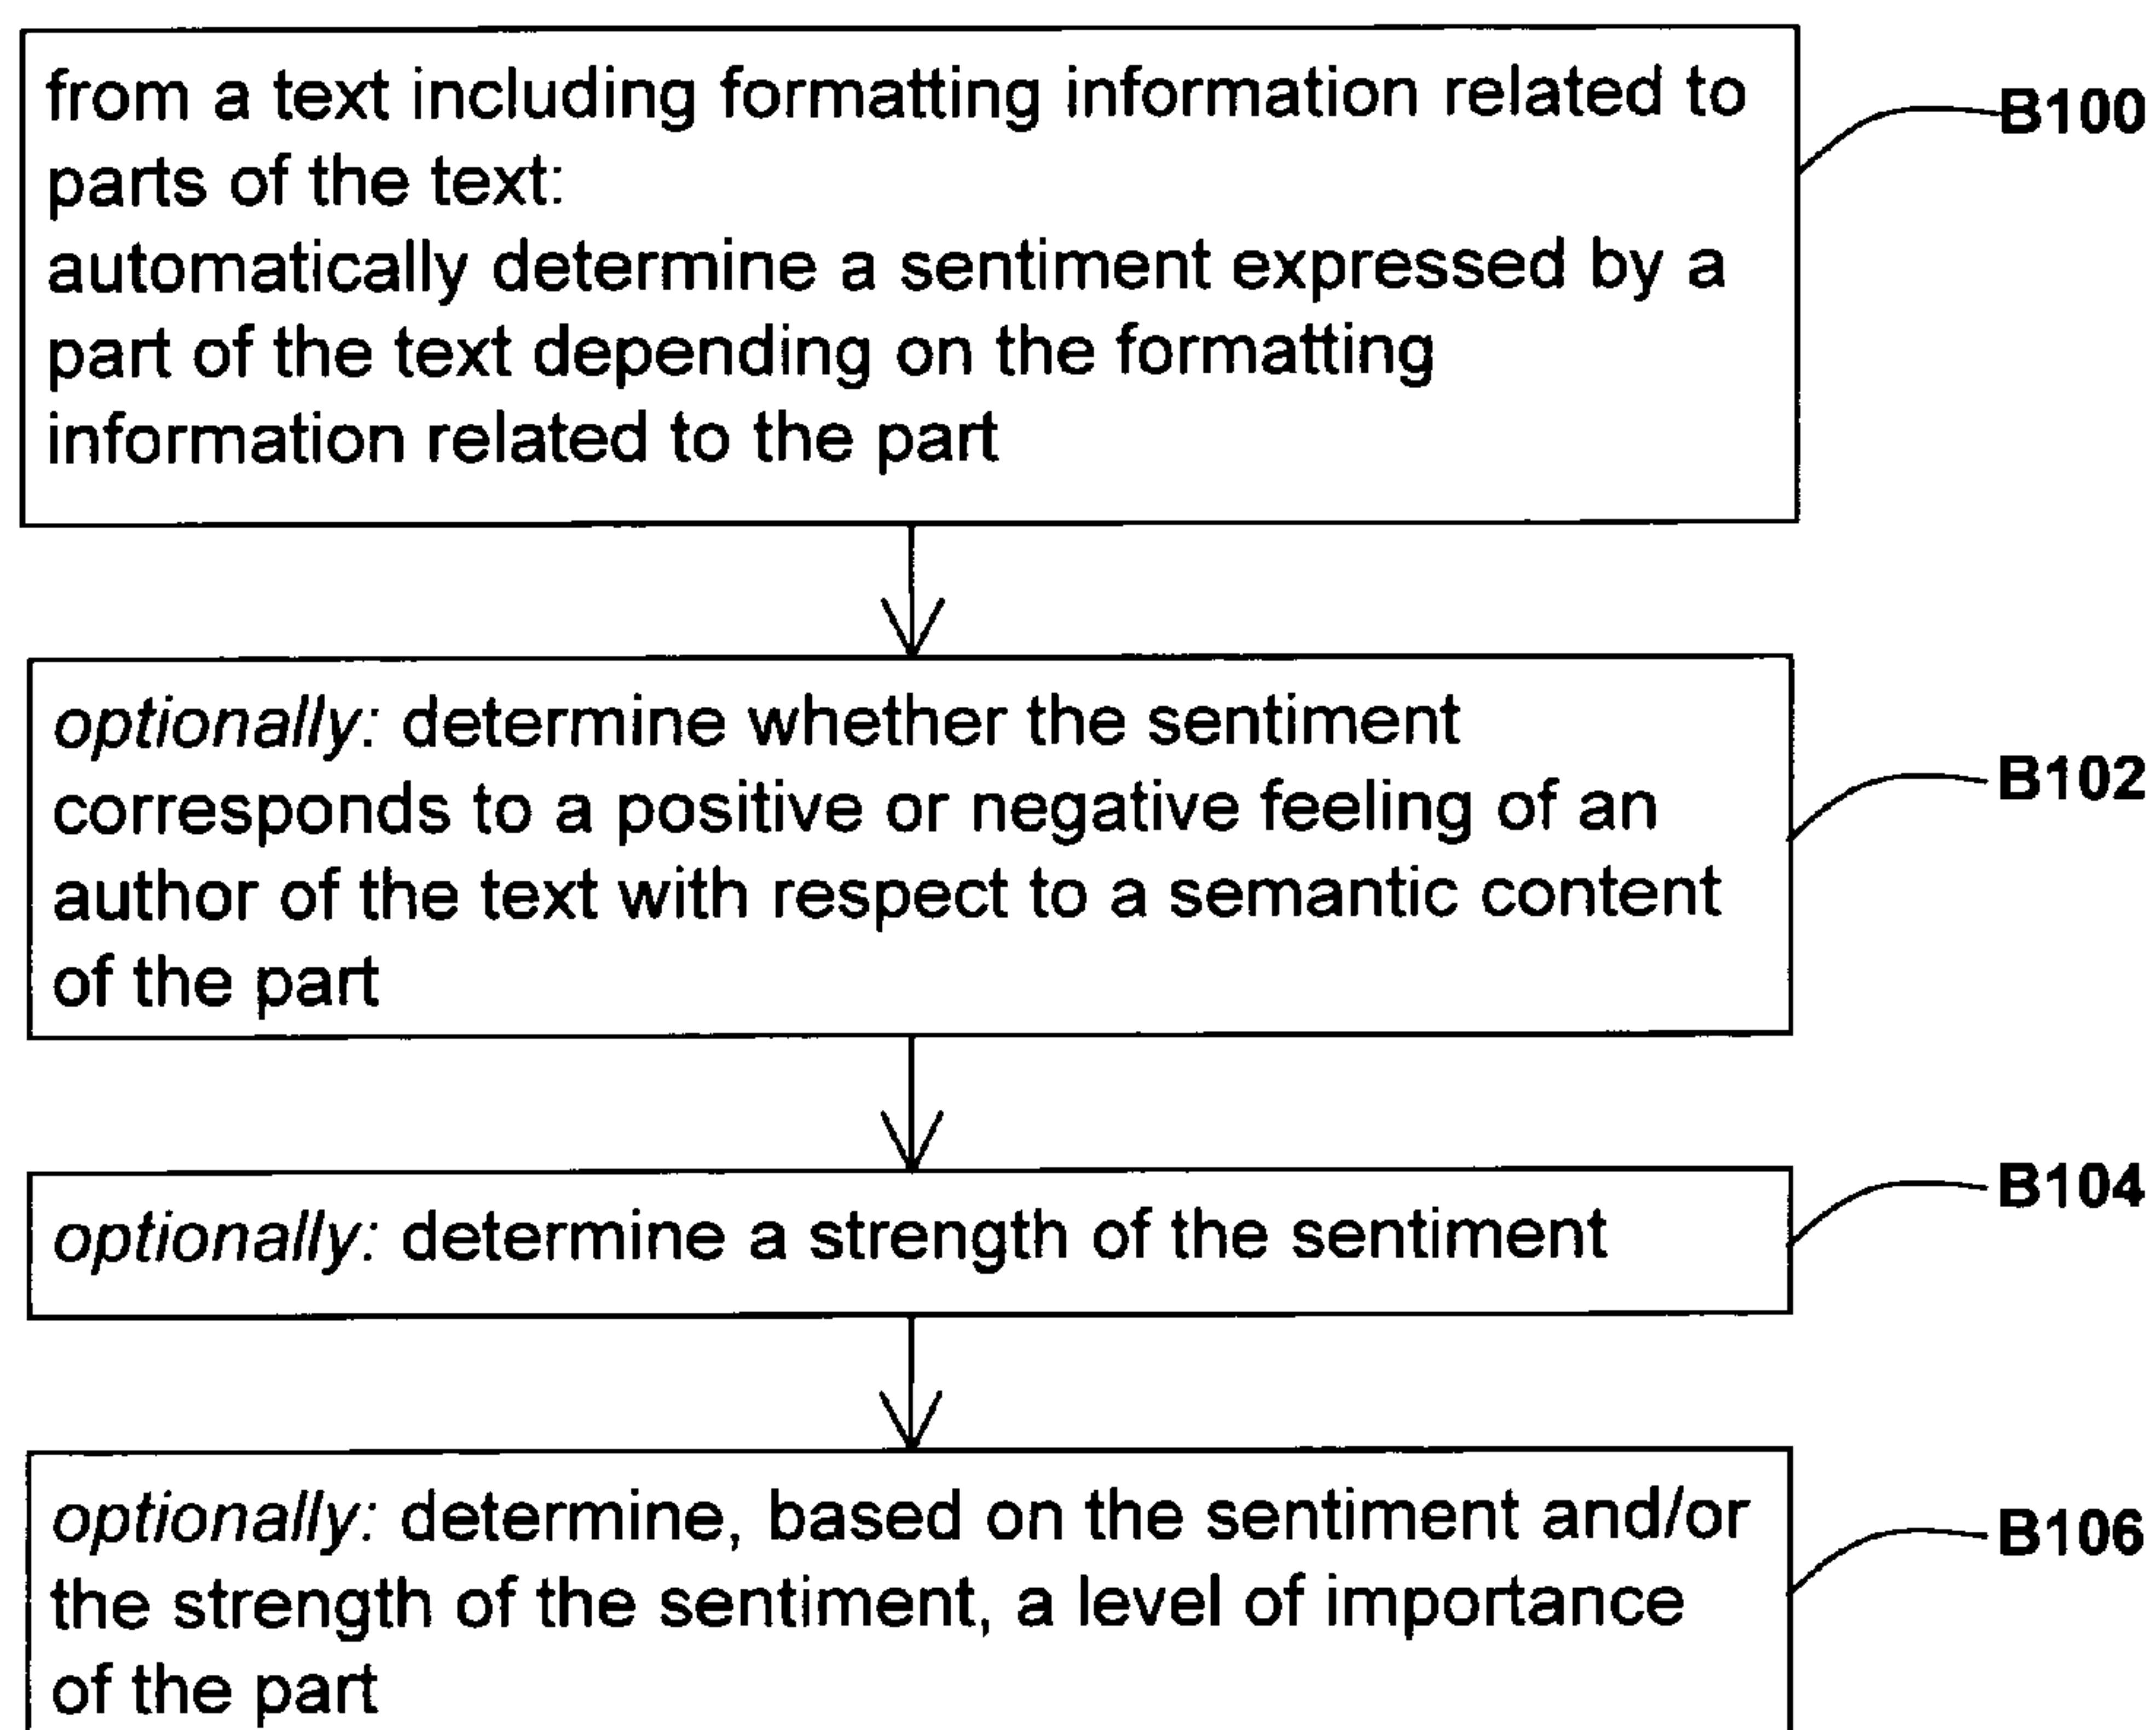 from a text including formatting information related to
parts of the text:
automatically determine a sentiment expressed by a
part of the text depending on the formatting
information related to the part
B100
optionally: determine whether the sentiment
corresponds to a positive or negative feeling of an
author of the text with respect to a semantic content
of the part
B102
optionally: determine a strength of the sentiment
B104
optionally: determine, based on the sentiment and/or
the strength of the sentiment, a level of importance
of the part
B106